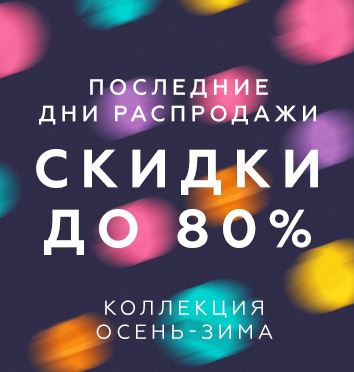 ПОСЛЕДНИЕ
ДНИ РАСПРОДАЖИ
СКИДКИ
ДО 80%
КОЛЛЕКЦИЯ
ОСЕНЬ-ЗИМА